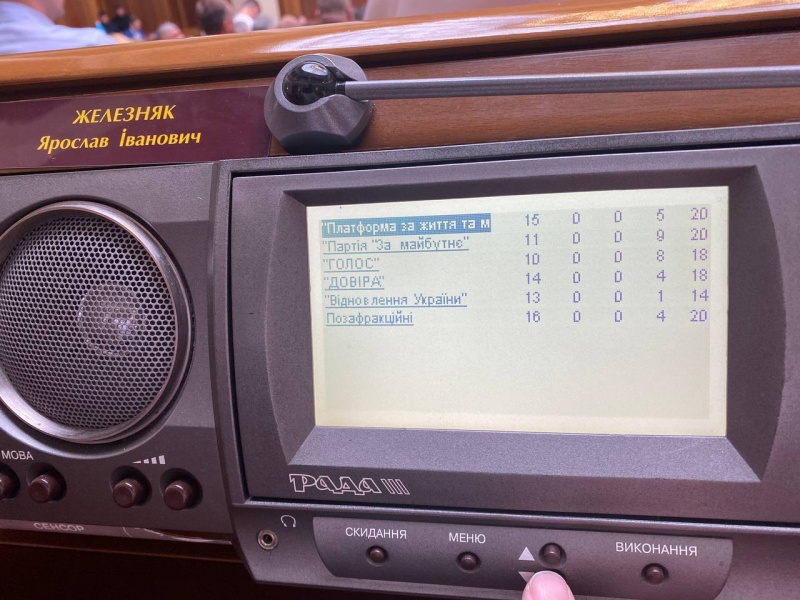 ЖЕЛЕЗНЯК
Ярослав Іванович
"Платформа за життя та м 15 0 0 5 20
"Партія "За майбутнє" 11 0 0 9 20
"ГОЛОС" 10 0 0 8 18
"ДОВІРА" 14 0 0 4 18
"Відновлення України" 13 0 0 1 14
Позафракційні 16 0 0 4 20
РАДА III
МОВА
СЕНСОР
СКИДАННЯ
МЕНЮ
ВИКОНАННЯ